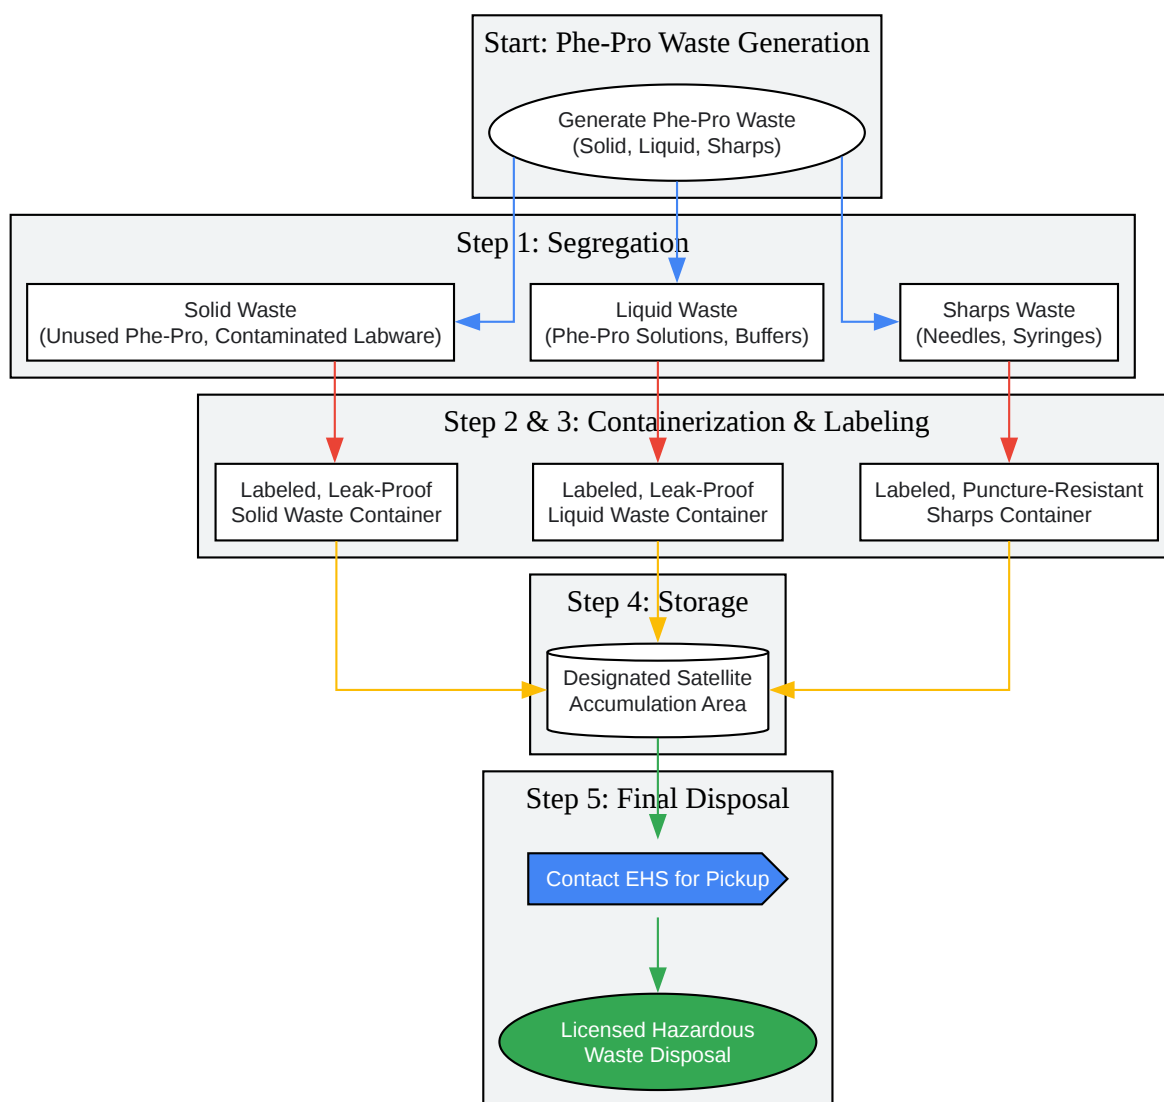 Start: Phe-Pro Waste Generation
Generate Phe-Pro Waste
(Solid, Liquid, Sharps)
Step 1: Segregation
Solid Waste
(Unused Phe-Pro, Contaminated Labware)
Liquid Waste
(Phe-Pro Solutions, Buffers)
Sharps Waste
(Needles, Syringes)
Step 2 & 3: Containerization & Labeling
Labeled, Leak-Proof
Solid Waste Container
Labeled, Leak-Proof
Liquid Waste Container
Labeled, Puncture-Resistant
Sharps Container
Step 4: Storage
Designated Satellite
Accumulation Area
Step 5: Final Disposal
Contact EHS for Pickup
Licensed Hazardous
Waste Disposal